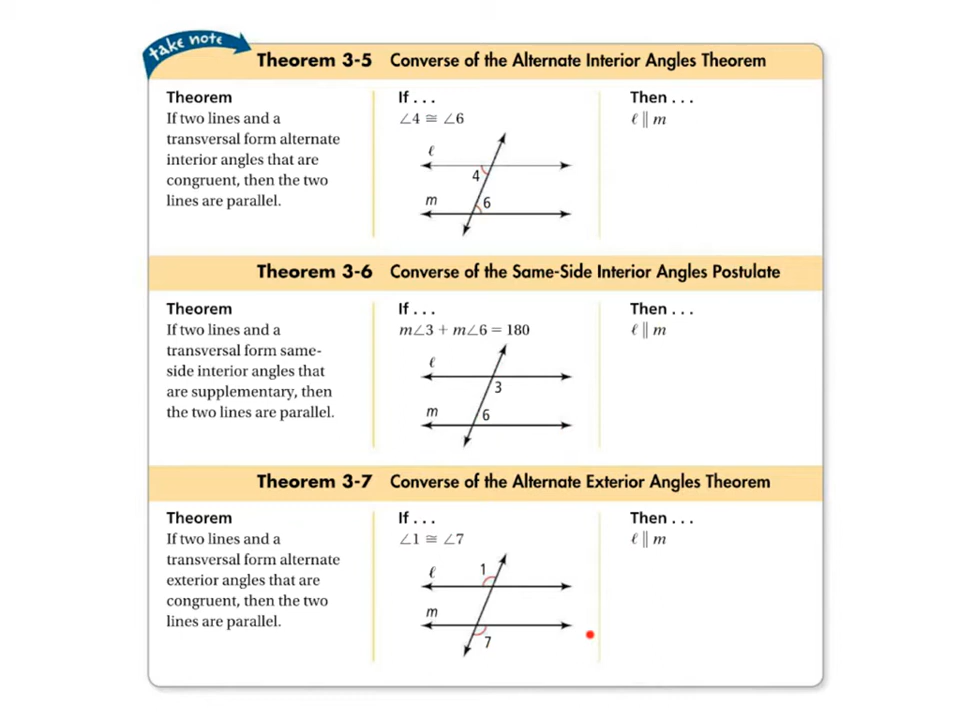 take note
Theorem 3-5 Converse of the Alternate Interior Angles Theorem
Theorem
If two lines and a
transversal form alternate
interior angles that are
congruent, then the two
lines are parallel.
If . . .
∠4 ≅ ∠6
ℓ
4
m
6
Then . . .
ℓ ∥ m
Theorem 3-6 Converse of the Same-Side Interior Angles Postulate
Theorem
If two lines and a
transversal form same-
side interior angles that
are supplementary, then
the two lines are parallel.
If . . .
m∠3 + m∠6 = 180
ℓ
3
m
6
Then . . .
ℓ ∥ m
Theorem 3-7 Converse of the Alternate Exterior Angles Theorem
Theorem
If two lines and a
transversal form alternate
exterior angles that are
congruent, then the two
lines are parallel.
If . . .
∠1 ≅ ∠7
ℓ
1
m
7
Then . . .
ℓ ∥ m